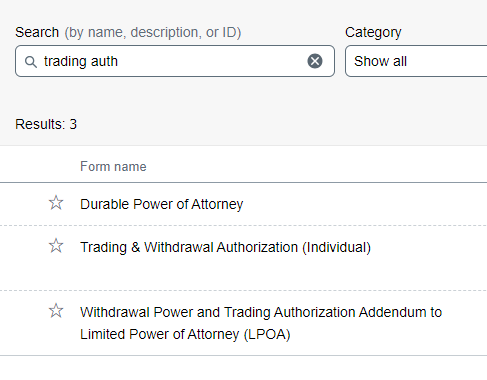 Search (by name, description, or ID)
Category
trading auth
Show all
Results: 3
Form name
Durable Power of Attorney
Trading & Withdrawal Authorization (Individual)
Withdrawal Power and Trading Authorization Addendum to
Limited Power of Attorney (LPOA)